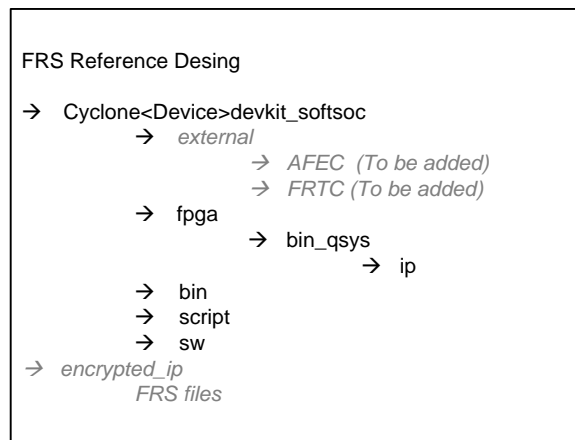 FRS Reference Desing
→ Cyclone<Device>devkit_softsoc
→ external
→ AFEC (To be added)
→ FRTC (To be added)
→ fpga
→ bin_qsys
→ ip
→ bin
→ script
→ sw
→ encrypted_ip
FRS files